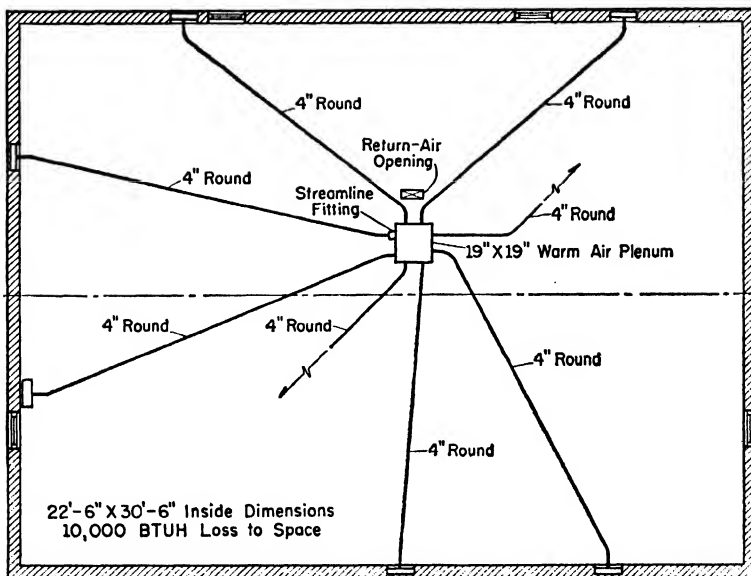 4" Round
4" Round
Return-Air
Opening
4" Round
Streamline
Fitting
N
4" Round
19" X 19" Warm Air Plenum
4" Round
4" Round
N
4" Round
4" Round
22'-6" X 30'-6" Inside Dimensions
10,000 BTUH Loss to Space